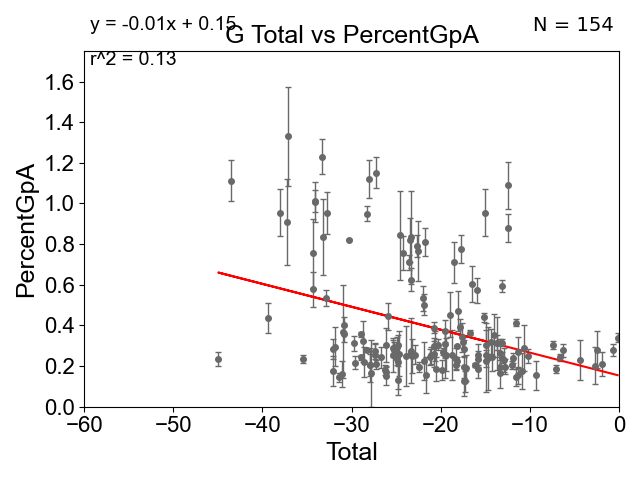 y = -0.01x + 0.15
G Total vs PercentGpA
N = 154
r^2 = 0.13
PercentGpA
1.6
1.4
1.2
1.0
0.8
0.6
0.4
0.2
0.0
−60 −50 −40 −30 −20 −10 0
Total